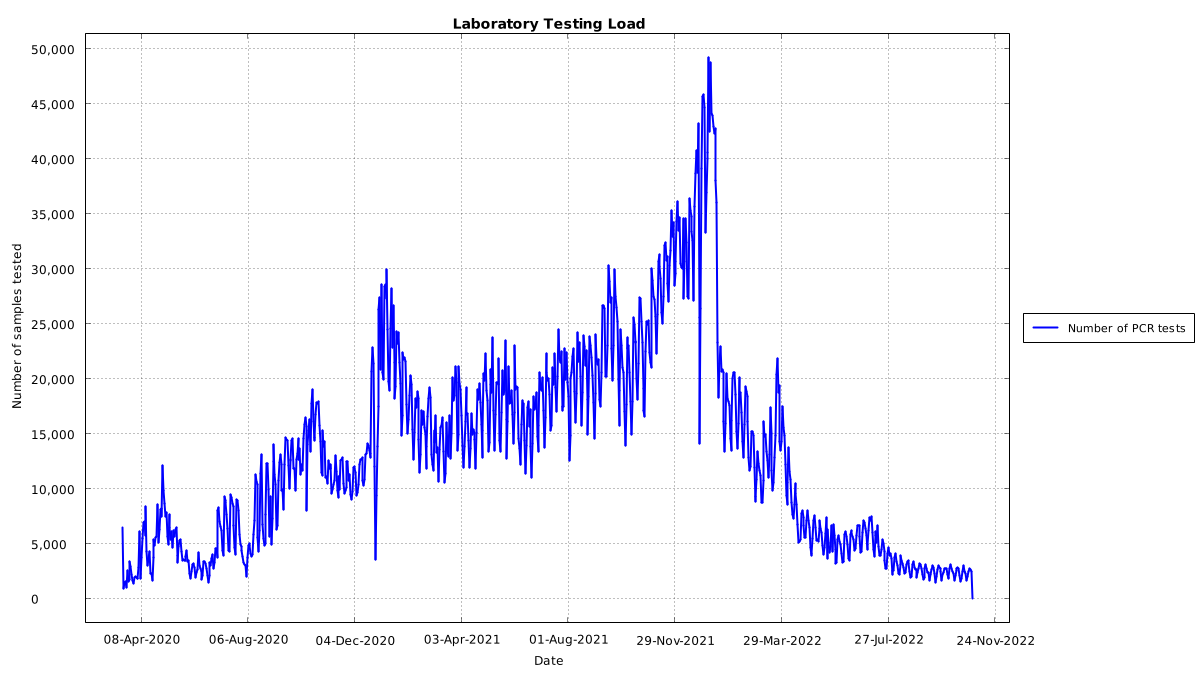 Laboratory Testing Load
50,000
45,000
40,000
35,000
30,000
25,000
20,000
15,000
10,000
5,000
0
Number of samples tested
08-Apr-2020
06-Aug-2020
04-Dec-2020
03-Apr-2021
01-Aug-2021
29-Nov-2021
29-Mar-2022
27-Jul-2022
24-Nov-2022
Date
Number of PCR tests